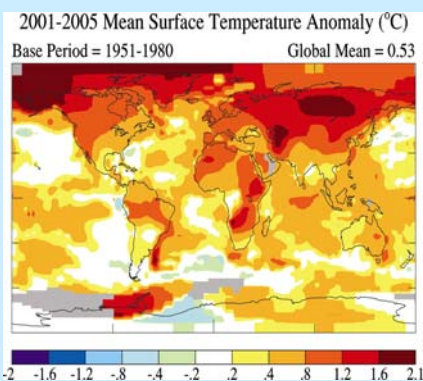 2001-2005 Mean Surface Temperature Anomaly (°C)
Base Period = 1951-1980 Global Mean = 0.53
-2 -1.6 -1.2 -.8 -.4 -.2 .2 .4 .8 1.2 1.6 2.1